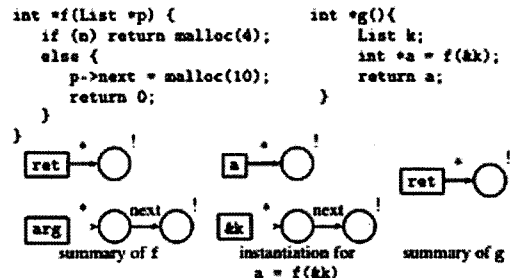 int *f(List *p) {
if (n) return malloc(4);
else {
p->next = malloc(10);
return 0;
}
}
int *g(){
List k;
int *a = f(&k);
return a;
}
ret * !
arg * next !
summary of f
a * !
&k * next !
instantiation for
a = f(&k)
ret * !
summary of g